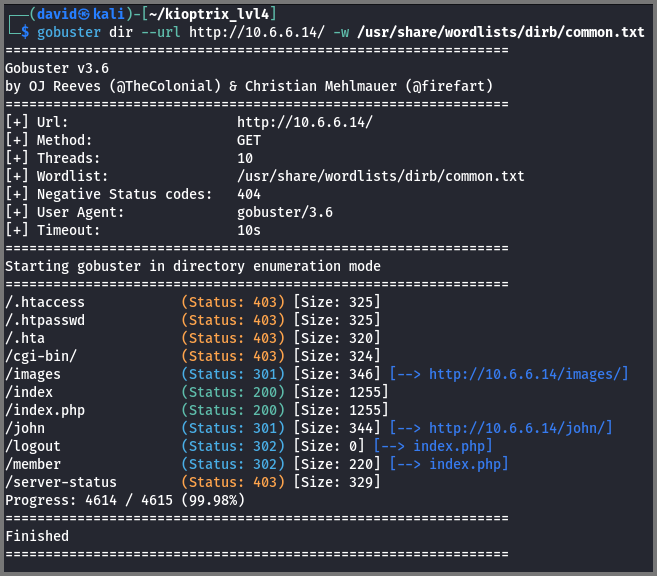 ┌──(david㉿kali)-[~/kioptrix_lvl4]
└─$ gobuster dir --url http://10.6.6.14/ -w /usr/share/wordlists/dirb/common.txt
===============================================================
Gobuster v3.6
by OJ Reeves (@TheColonial) & Christian Mehlmauer (@firefart)
===============================================================
[+] Url:                     http://10.6.6.14/
[+] Method:                  GET
[+] Threads:                 10
[+] Wordlist:                /usr/share/wordlists/dirb/common.txt
[+] Negative Status codes:   404
[+] User Agent:              gobuster/3.6
[+] Timeout:                 10s
===============================================================
Starting gobuster in directory enumeration mode
===============================================================
/.htaccess            (Status: 403) [Size: 325]
/.htpasswd            (Status: 403) [Size: 325]
/.hta                 (Status: 403) [Size: 320]
/cgi-bin/             (Status: 403) [Size: 324]
/images               (Status: 301) [Size: 346] [--> http://10.6.6.14/images/]
/index                (Status: 200) [Size: 1255]
/index.php            (Status: 200) [Size: 1255]
/john                 (Status: 301) [Size: 344] [--> http://10.6.6.14/john/]
/logout               (Status: 302) [Size: 0] [--> index.php]
/member               (Status: 302) [Size: 220] [--> index.php]
/server-status        (Status: 403) [Size: 329]
Progress: 4614 / 4615 (99.98%)
===============================================================
Finished
===============================================================